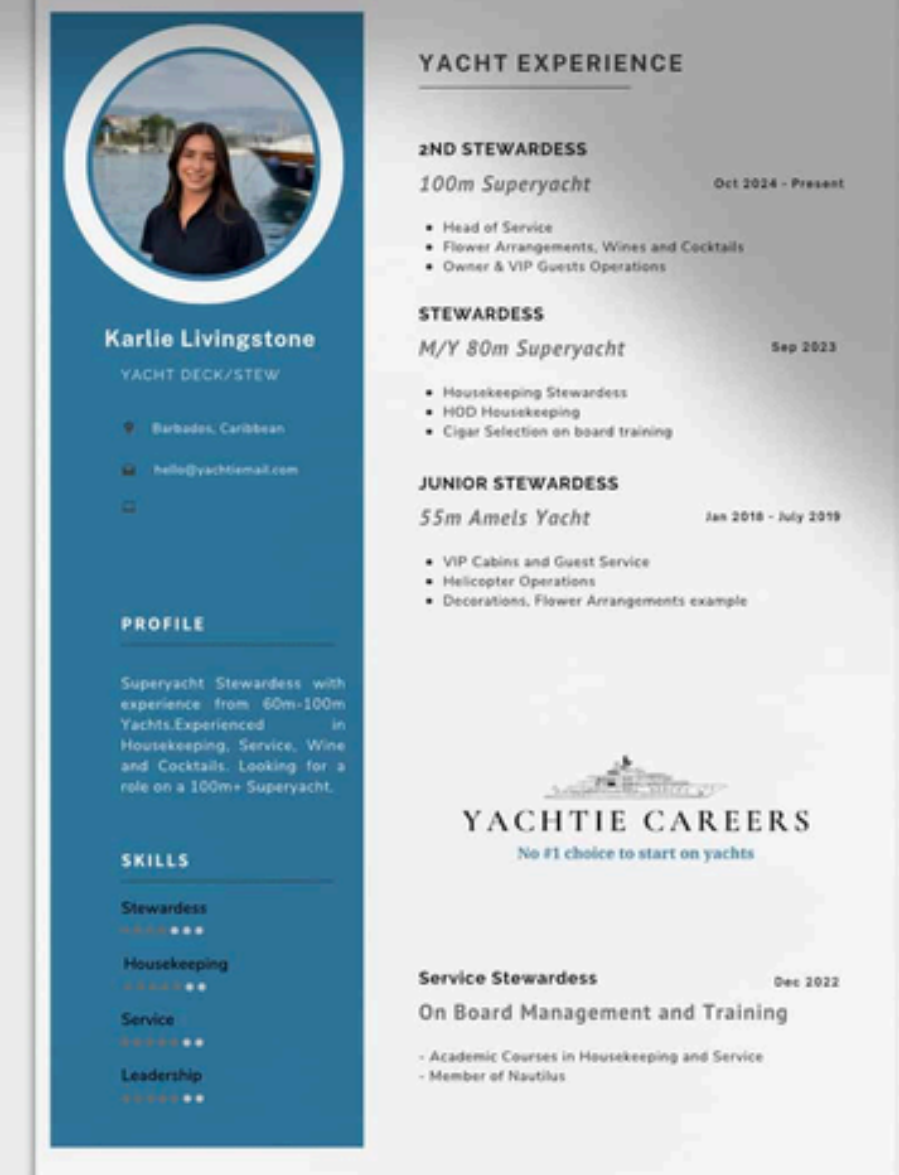 Karlie Livingstone
YACHT DECK/STEW
Barbados, Caribbean
hello@yachtiemail.com
PROFILE
Superyacht Stewardess with
experience from 60m-100m
Yachts.Experienced in
Housekeeping, Service, Wine
and Cocktails. Looking for a
role on a 100m+ Superyacht.
SKILLS
Stewardess
Housekeeping
Service
Leadership
YACHT EXPERIENCE
2ND STEWARDESS
100m Superyacht Oct 2024 - Present
• Head of Service
• Flower Arrangements, Wines and Cocktails
• Owner & VIP Guests Operations
STEWARDESS
M/Y 80m Superyacht Sep 2023
• Housekeeping Stewardess
• HOD Housekeeping
• Cigar Selection on board training
JUNIOR STEWARDESS
55m Amels Yacht Jan 2018 - July 2019
• VIP Cabins and Guest Service
• Helicopter Operations
• Decorations, Flower Arrangements example
YACHTIE CAREERS
No #1 choice to start on yachts
Service Stewardess Dec 2022
On Board Management and Training
- Academic Courses in Housekeeping and Service
- Member of Nautilus